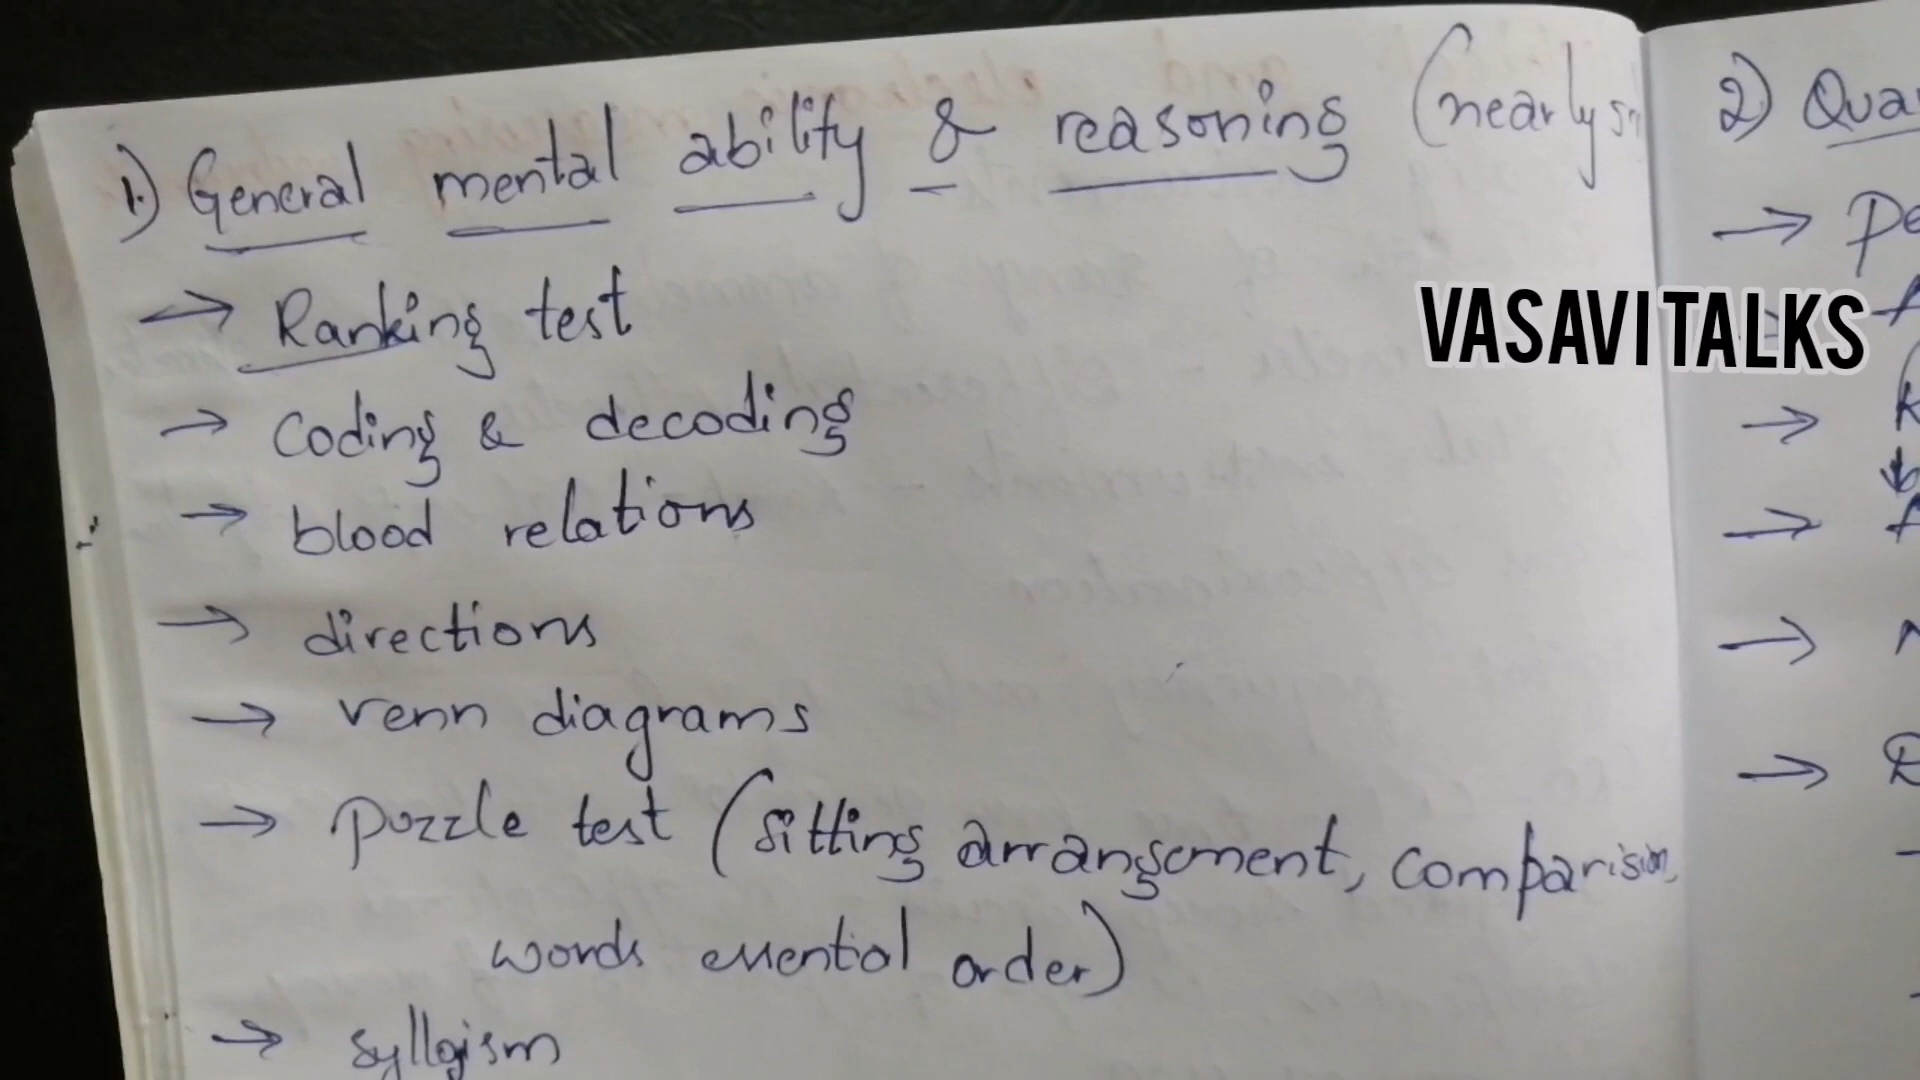 1.) General mental ability & reasoning (nearly
→ Ranking test
→ Coding & decoding
→ blood relations
→ directions
→ venn diagrams
→ puzzle test (sitting arrangement, comparision,
words essential order)
→ syllogism
2) Qua
→ Pe
VASAVI TALKS